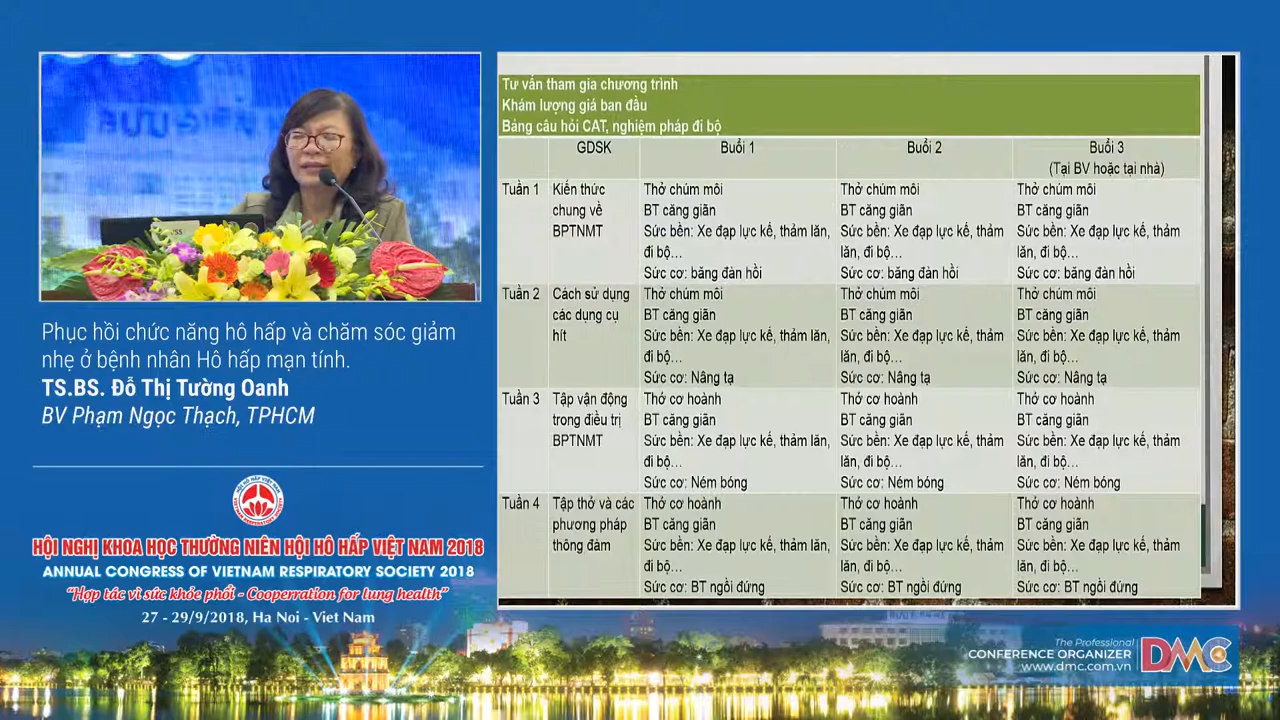 Tư vấn tham gia chương trình
Khám lượng giá ban đầu
Bảng câu hỏi CAT, nghiệm pháp đi bộ
GDSK
Buổi 1
Buổi 2
Buổi 3
(Tại BV hoặc tại nhà)
Tuần 1
Kiến thức
chung về
BPTNMT
Thở chúm môi
BT căng giãn
Sức bền: Xe đạp lực kế, thảm lăn,
đi bộ…
Sức cơ: băng đàn hồi
Thở chúm môi
BT căng giãn
Sức bền: Xe đạp lực kế, thảm
lăn, đi bộ…
Sức cơ: băng đàn hồi
Thở chúm môi
BT căng giãn
Sức bền: Xe đạp lực kế, thảm
lăn, đi bộ…
Sức cơ: băng đàn hồi
Tuần 2
Cách sử dụng
các dụng cụ
hít
Thở chúm môi
BT căng giãn
Sức bền: Xe đạp lực kế, thảm lăn,
đi bộ…
Sức cơ: Nâng tạ
Thở chúm môi
BT căng giãn
Sức bền: Xe đạp lực kế, thảm
lăn, đi bộ…
Sức cơ: Nâng tạ
Thở chúm môi
BT căng giãn
Sức bền: Xe đạp lực kế, thảm
lăn, đi bộ…
Sức cơ: Nâng tạ
Tuần 3
Tập vận động
trong điều trị
BPTNMT
Thở cơ hoành
BT căng giãn
Sức bền: Xe đạp lực kế, thảm lăn,
đi bộ…
Sức cơ: Ném bóng
Thở cơ hoành
BT căng giãn
Sức bền: Xe đạp lực kế, thảm
lăn, đi bộ…
Sức cơ: Ném bóng
Thở cơ hoành
BT căng giãn
Sức bền: Xe đạp lực kế, thảm
lăn, đi bộ…
Sức cơ: Ném bóng
Tuần 4
Tập thở và các
phương pháp
thông đàm
Thở cơ hoành
BT căng giãn
Sức bền: Xe đạp lực kế, thảm lăn,
đi bộ…
Sức cơ: BT ngồi đứng
Thở cơ hoành
BT căng giãn
Sức bền: Xe đạp lực kế, thảm
lăn, đi bộ…
Sức cơ: BT ngồi đứng
Thở cơ hoành
BT căng giãn
Sức bền: Xe đạp lực kế, thảm
lăn, đi bộ…
Sức cơ: BT ngồi đứng
Phục hồi chức năng hô hấp và chăm sóc giảm
nhẹ ở bệnh nhân Hô hấp mạn tính.
TS.BS. Đỗ Thị Tường Oanh
BV Phạm Ngọc Thạch, TPHCM
HỘI NGHỊ KHOA HỌC THƯỜNG NIÊN HỘI HÔ HẤP VIỆT NAM 2018
ANNUAL CONGRESS OF VIETNAM RESPIRATORY SOCIETY 2018
"Hợp tác vì sức khỏe phổi - Cooperration for lung health"
27 - 29/9/2018, Ha Noi - Viet Nam
The Professional
CONFERENCE ORGANIZER
www.dmc.com.vn
DMC